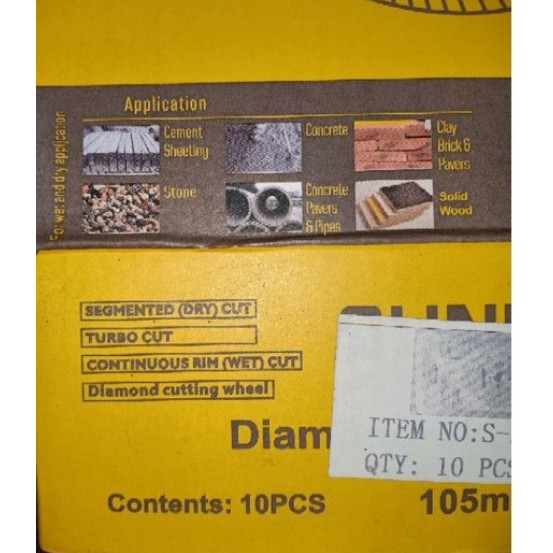 Application
For wet and dry application
Cement
Sheeting
Concrete
Clay
Brick &
Pavers
Stone
Concrete
Pavers
& Pipes
Solid
Wood
SEGMENTED (DRY) CUT
TURBO CUT
CONTINUOUS RIM (WET) CUT
Diamond cutting wheel
Diam
ITEM NO:S-
QTY: 10 PCS
Contents: 10PCS
105m